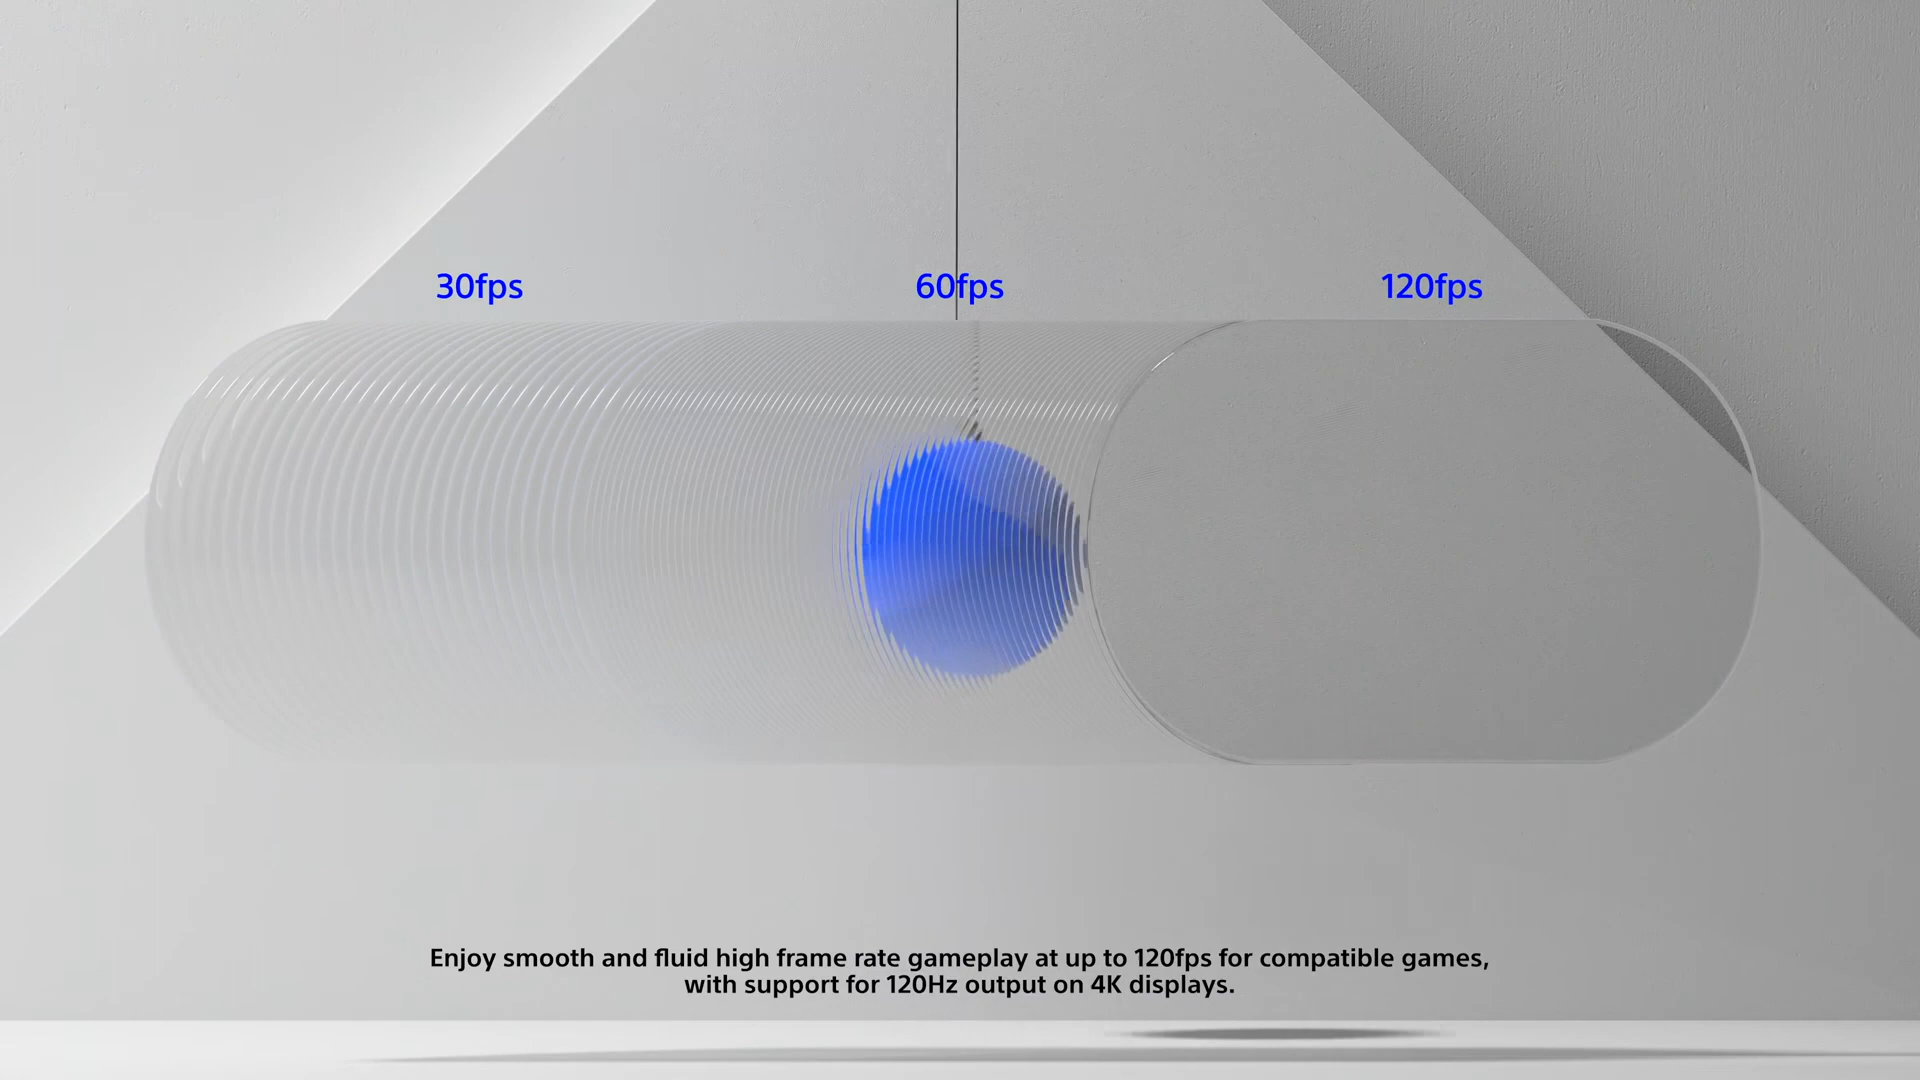 30fps
60fps
120fps
Enjoy smooth and fluid high frame rate gameplay at up to 120fps for compatible games,
with support for 120Hz output on 4K displays.